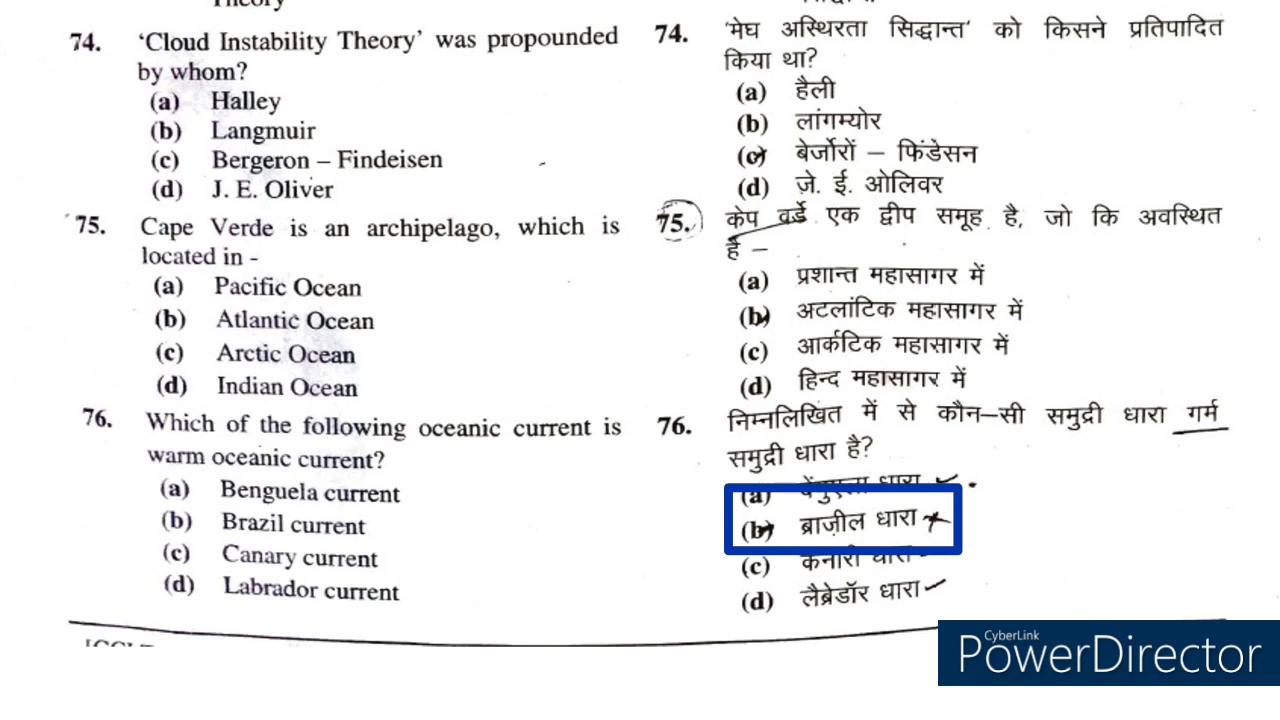 Theory
74. 'Cloud Instability Theory' was propounded
by whom?
(a) Halley
(b) Langmuir
(c) Bergeron – Findeisen
(d) J. E. Oliver
75. Cape Verde is an archipelago, which is
located in -
(a) Pacific Ocean
(b) Atlantic Ocean
(c) Arctic Ocean
(d) Indian Ocean
76. Which of the following oceanic current is
warm oceanic current?
(a) Benguela current
(b) Brazil current
(c) Canary current
(d) Labrador current
74. 'मेघ अस्थिरता सिद्धान्त' को किसने प्रतिपादित
किया था?
(a) हैली
(b) लांगम्योर
(c) बेर्जोरों – फिंडेसन
(d) ज़े. ई. ओलिवर
75. केप वर्डे एक द्वीप समूह है, जो कि अवस्थित
है –
(a) प्रशान्त महासागर में
(b) अटलांटिक महासागर में
(c) आर्कटिक महासागर में
(d) हिन्द महासागर में
76. निम्नलिखित में से कौन–सी समुद्री धारा गर्म
समुद्री धारा है?
(a) बेंगुएला धारा
(b) ब्राज़ील धारा
(c) कनारी धारा
(d) लैब्रेडॉर धारा
CyberLink
PowerDirector